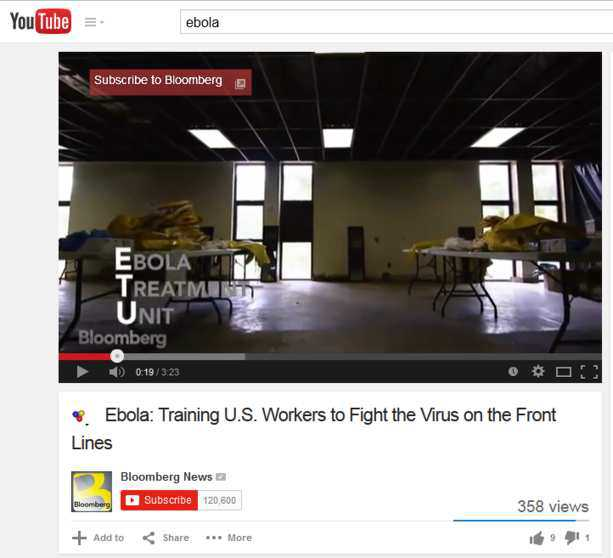 YouTube
ebola
Subscribe to Bloomberg
EBOLA
TREATMENT
UNIT
Bloomberg
0:19 / 3:23
Ebola: Training U.S. Workers to Fight the Virus on the Front
Lines
Bloomberg News
Bloomberg
Subscribe 120,600
358 views
Add to Share More 9 1